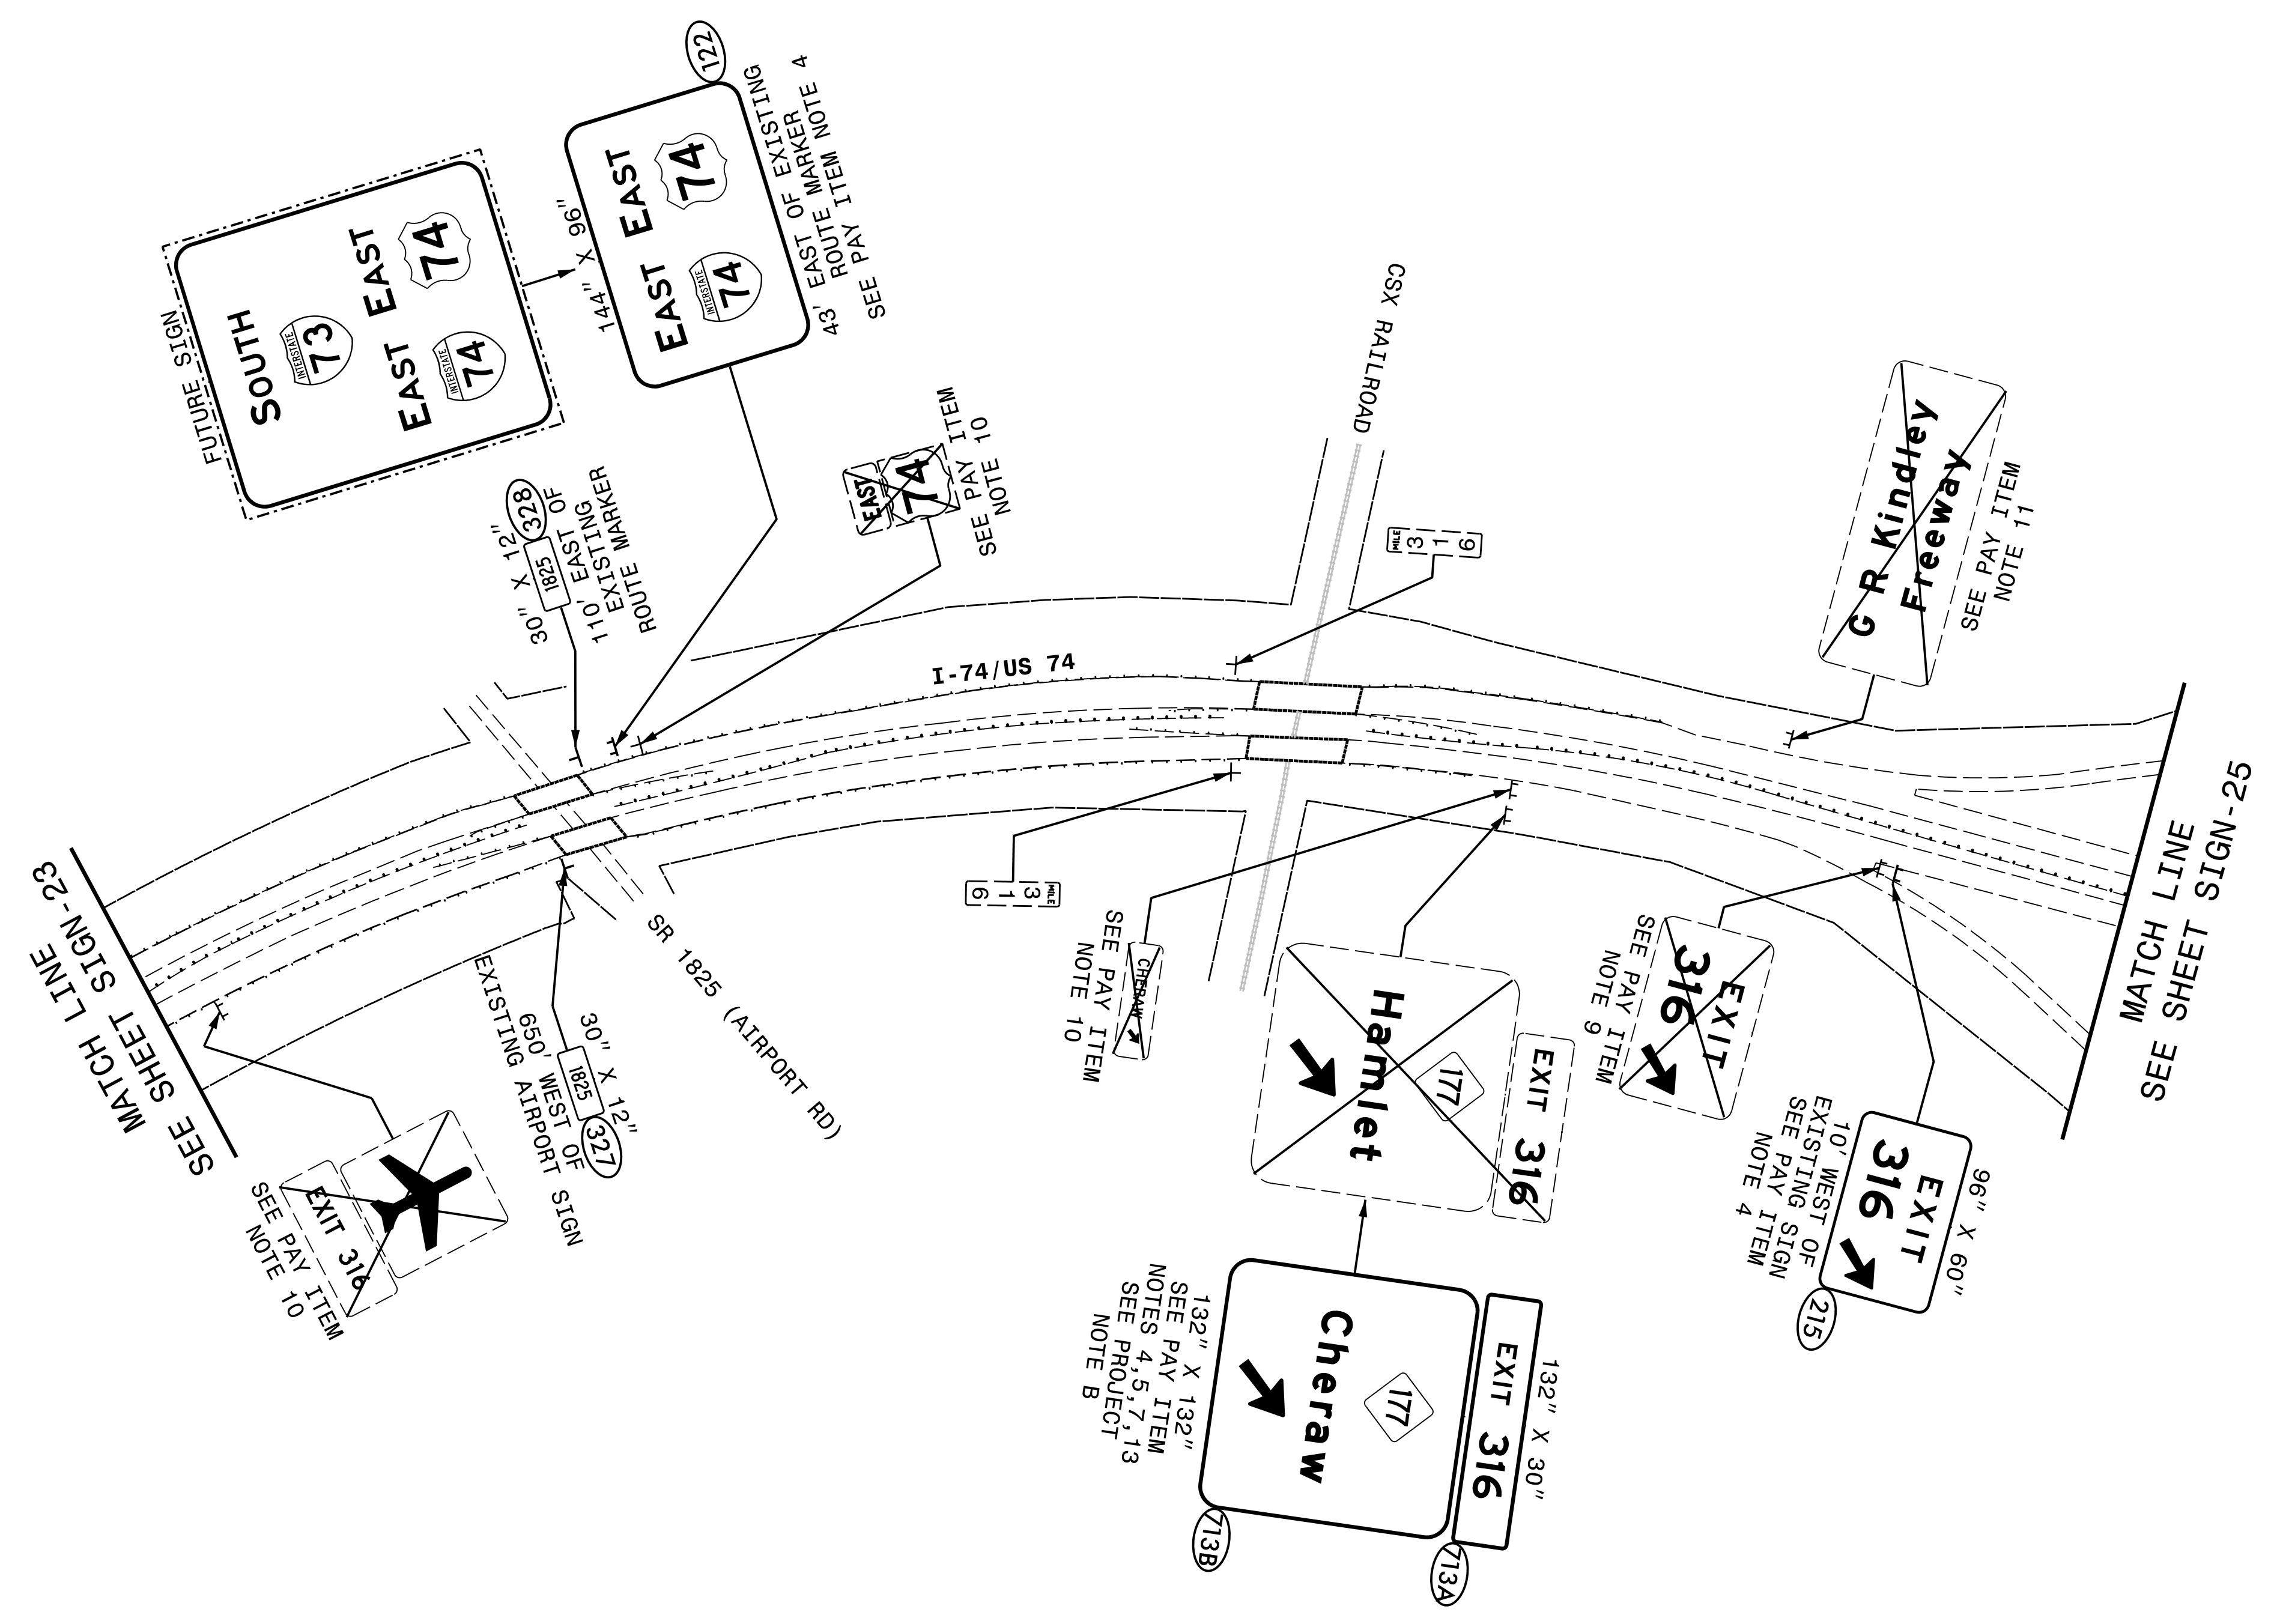 FUTURE SIGN
SOUTH
INTERSTATE
73
EAST EAST
INTERSTATE
74
74
144" X 96"
122
EAST EAST
INTERSTATE
74
74
43' EAST OF EXISTING
ROUTE MARKER
SEE PAY ITEM NOTE 4
30" X 12"
328
1825
110' EAST OF
EXISTING
ROUTE MARKER
EAST
74
SEE PAY ITEM
NOTE 10
CSX RAILROAD
MILE
3
1
6
G R Kindley
Freeway
SEE PAY ITEM
NOTE 11
I-74/US 74
MATCH LINE
SEE SHEET SIGN-23
MATCH LINE
SEE SHEET SIGN-25
EXIT 316
SEE PAY ITEM
NOTE 10
30" X 12"
1825
327
650' WEST OF
EXISTING AIRPORT SIGN
SR 1825 (AIRPORT RD)
MILE
3
1
6
CHERAW
SEE PAY ITEM
NOTE 10
EXIT 316
177
Hamlet
EXIT
316
SEE PAY ITEM
NOTE 9
96" X 60"
EXIT
316
215
10' WEST OF
EXISTING SIGN
SEE PAY ITEM
NOTE 4
132" X 30"
EXIT 316
713A
177
Cheraw
713B
132" X 132"
SEE PAY ITEM
NOTES 4,5,7,13
SEE PROJECT
NOTE B